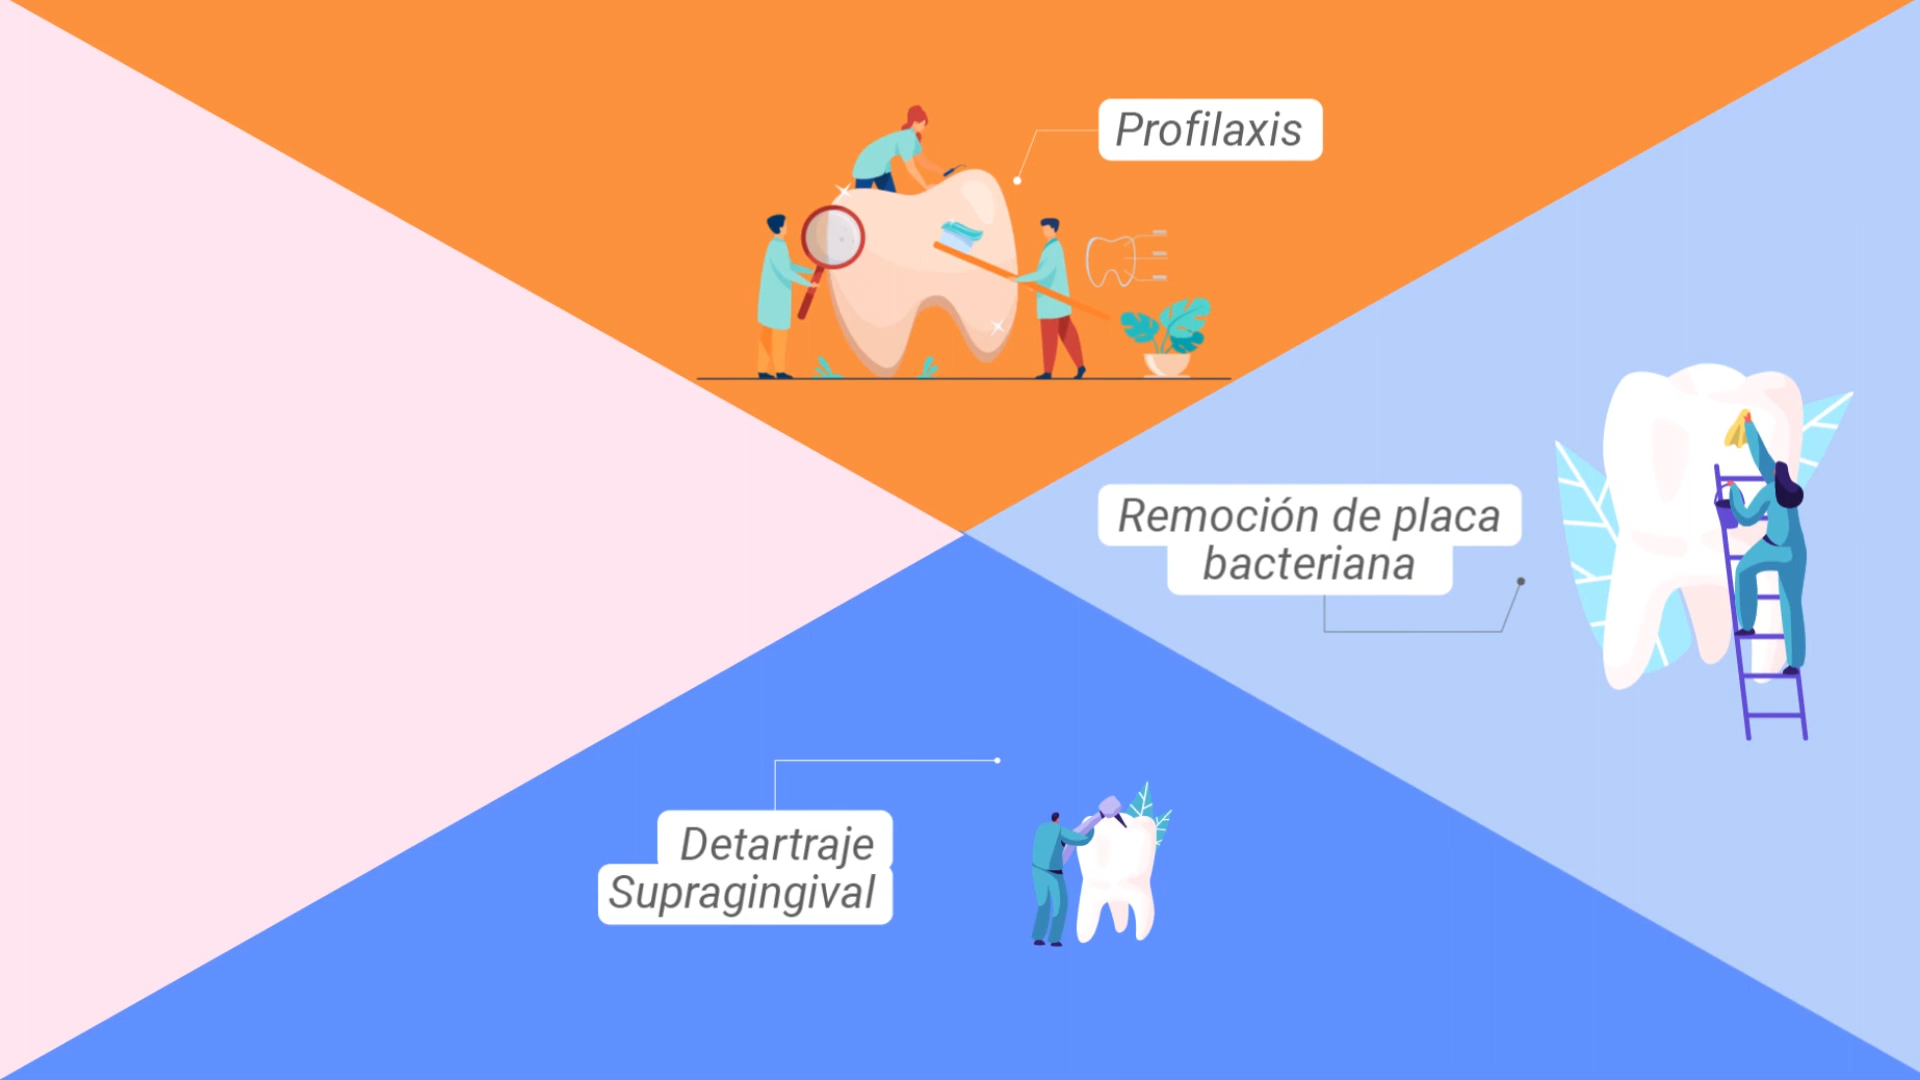 Profilaxis
Remoción de placa
bacteriana
Detartraje
Supragingival